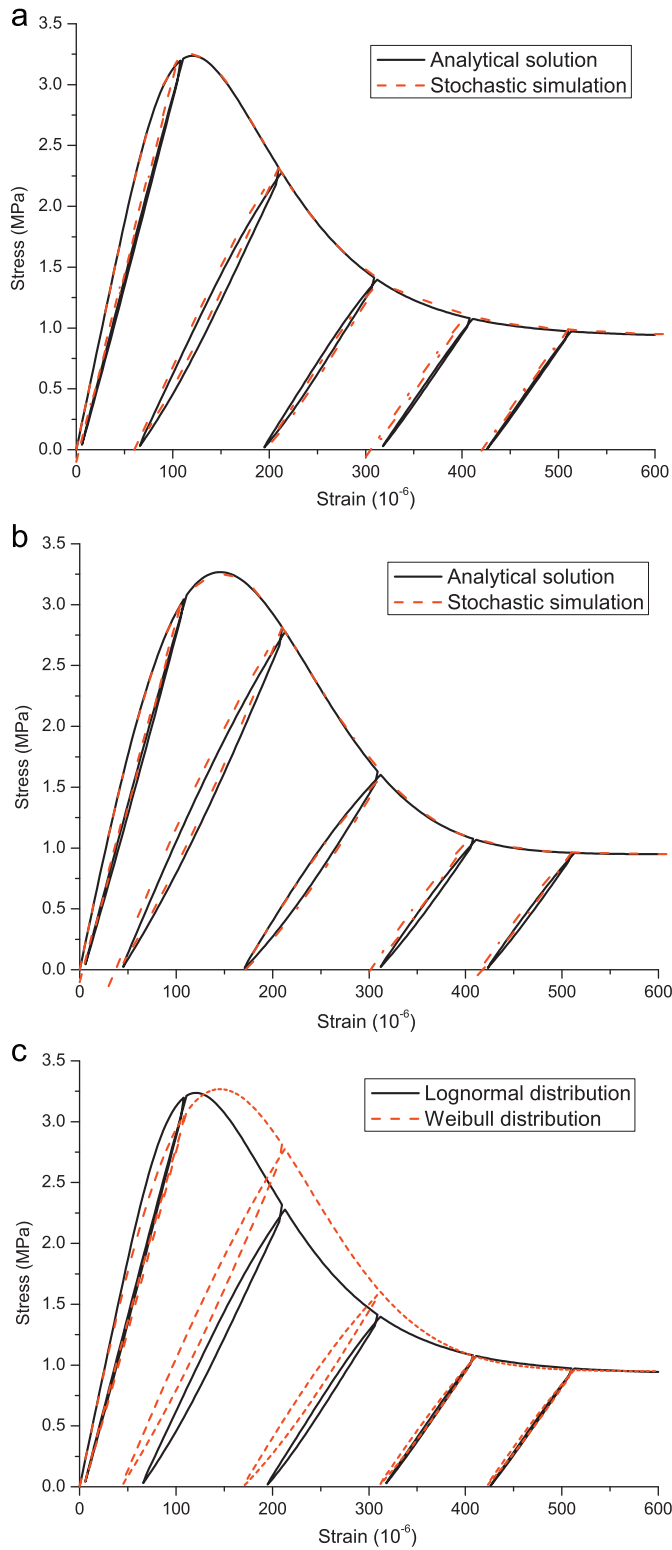 a
3.5
3.0
2.5
2.0
1.5
1.0
0.5
0.0
Stress (MPa)
Analytical solution
Stochastic simulation
0 100 200 300 400 500 600
Strain (10-6)
b
3.5
3.0
2.5
2.0
1.5
1.0
0.5
0.0
Stress (MPa)
Analytical solution
Stochastic simulation
0 100 200 300 400 500 600
Strain (10-6)
c
3.5
3.0
2.5
2.0
1.5
1.0
0.5
0.0
Stress (MPa)
Lognormal distribution
Weibull distribution
0 100 200 300 400 500 600
Strain (10-6)